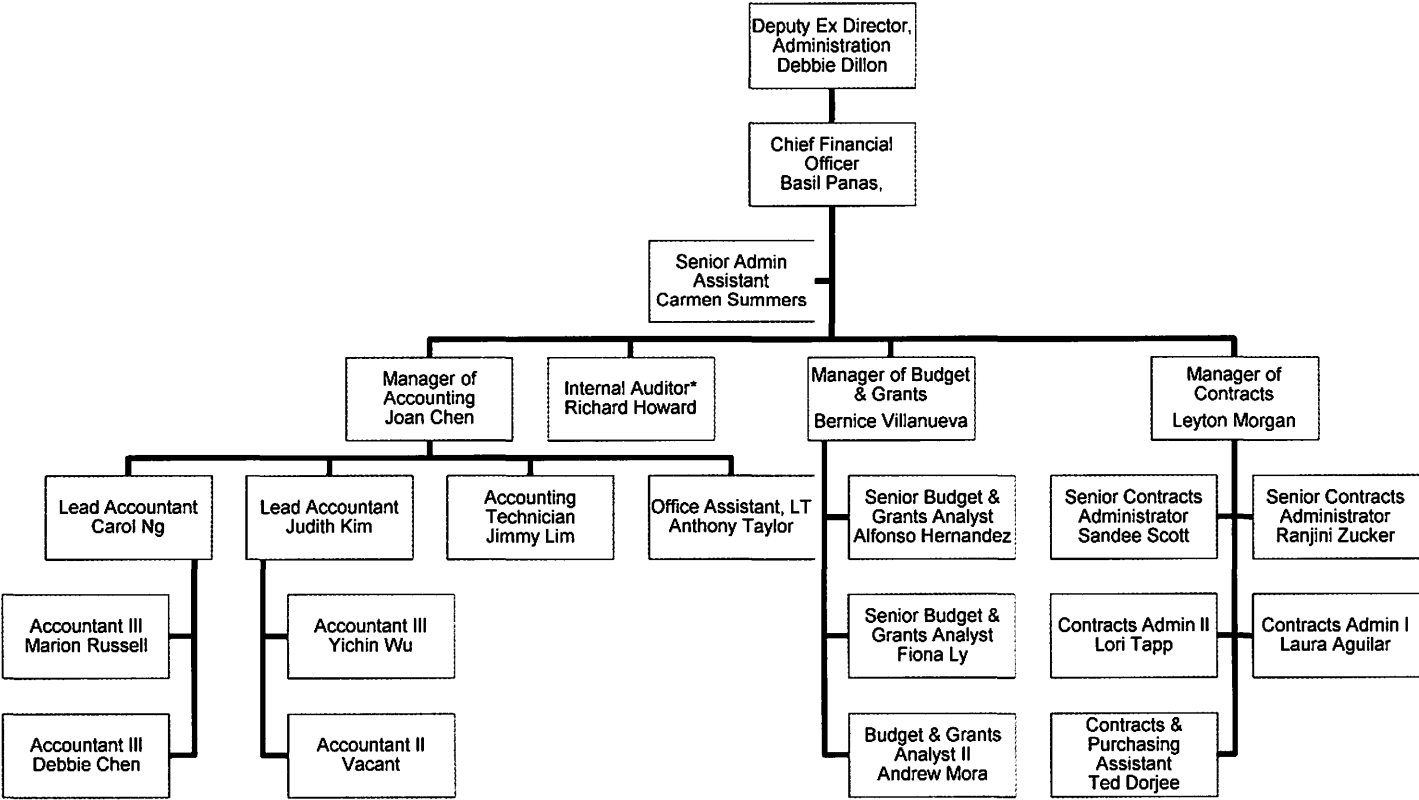 Deputy Ex Director,
Administration
Debbie Dillon
Chief Financial
Officer
Basil Panas,
Senior Admin
Assistant
Carmen Summers
Manager of
Accounting
Joan Chen
Internal Auditor*
Richard Howard
Manager of Budget
& Grants
Bernice Villanueva
Manager of
Contracts
Leyton Morgan
Lead Accountant
Carol Ng
Lead Accountant
Judith Kim
Accounting
Technician
Jimmy Lim
Office Assistant, LT
Anthony Taylor
Senior Budget &
Grants Analyst
Alfonso Hernandez
Senior Contracts
Administrator
Sandee Scott
Senior Contracts
Administrator
Ranjini Zucker
Accountant III
Marion Russell
Accountant III
Yichin Wu
Senior Budget &
Grants Analyst
Fiona Ly
Contracts Admin II
Lori Tapp
Contracts Admin I
Laura Aguilar
Accountant III
Debbie Chen
Accountant II
Vacant
Budget & Grants
Analyst II
Andrew Mora
Contracts &
Purchasing
Assistant
Ted Dorjee